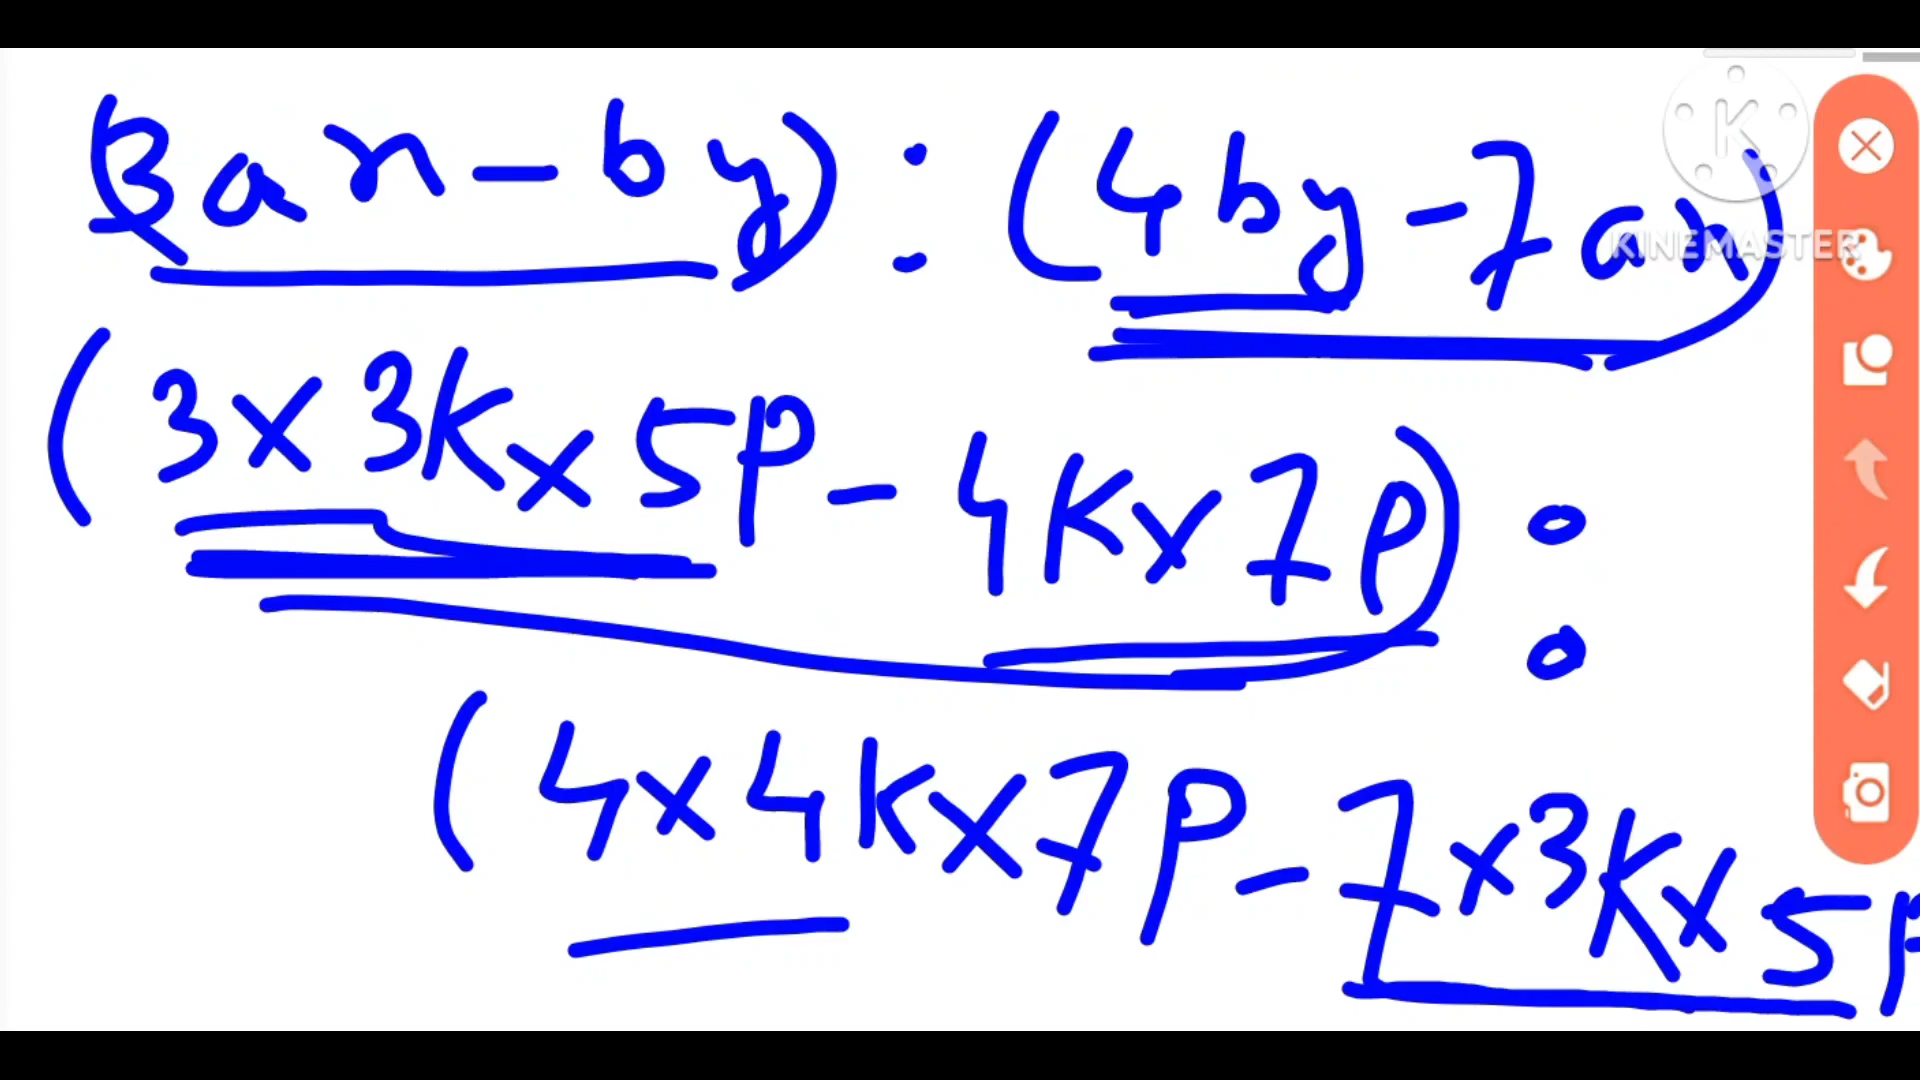 (3ax-by):(4by-7ax)
(3×3K×5P-4K×7P):
(4×4K×7P-7×3K×5P
K
KINEMASTER